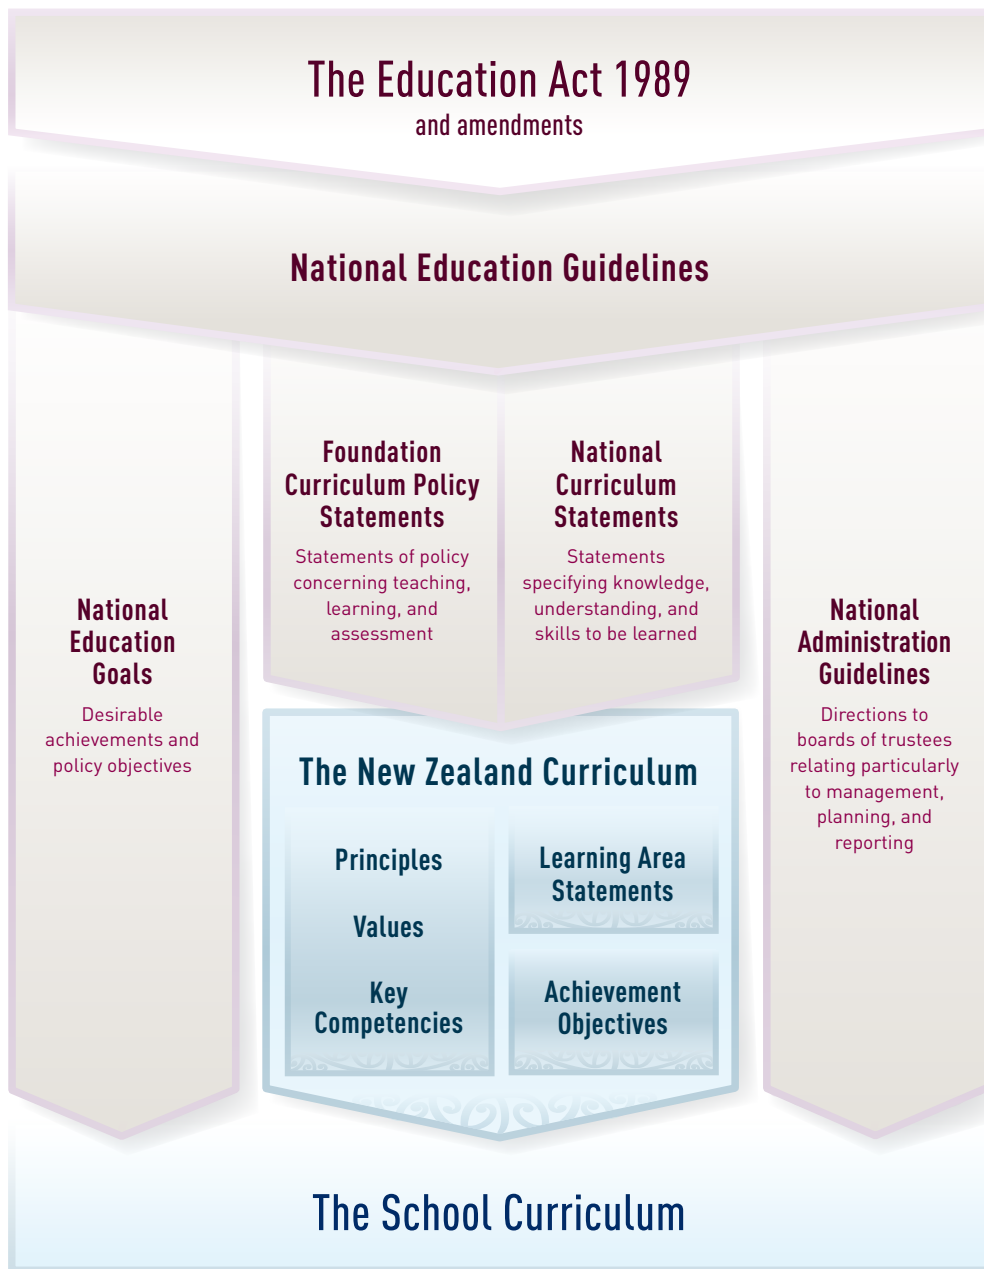 The Education Act 1989
and amendments
National Education Guidelines
National
Education
Goals
Desirable
achievements and
policy objectives
Foundation
Curriculum Policy
Statements
Statements of policy
concerning teaching,
learning, and
assessment
National
Curriculum
Statements
Statements
specifying knowledge,
understanding, and
skills to be learned
National
Administration
Guidelines
Directions to
boards of trustees
relating particularly
to management,
planning, and
reporting
The New Zealand Curriculum
Principles
Values
Key
Competencies
Learning Area
Statements
Achievement
Objectives
The School Curriculum